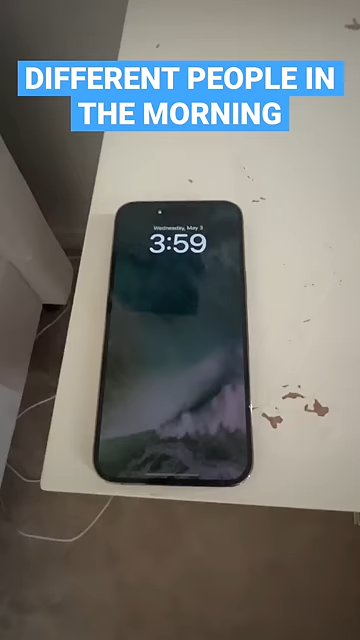 DIFFERENT PEOPLE IN
THE MORNING
Wednesday, May 3
3:59